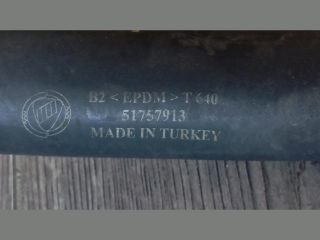 B2 < EPDM > T 640
51757913
MADE IN TURKEY